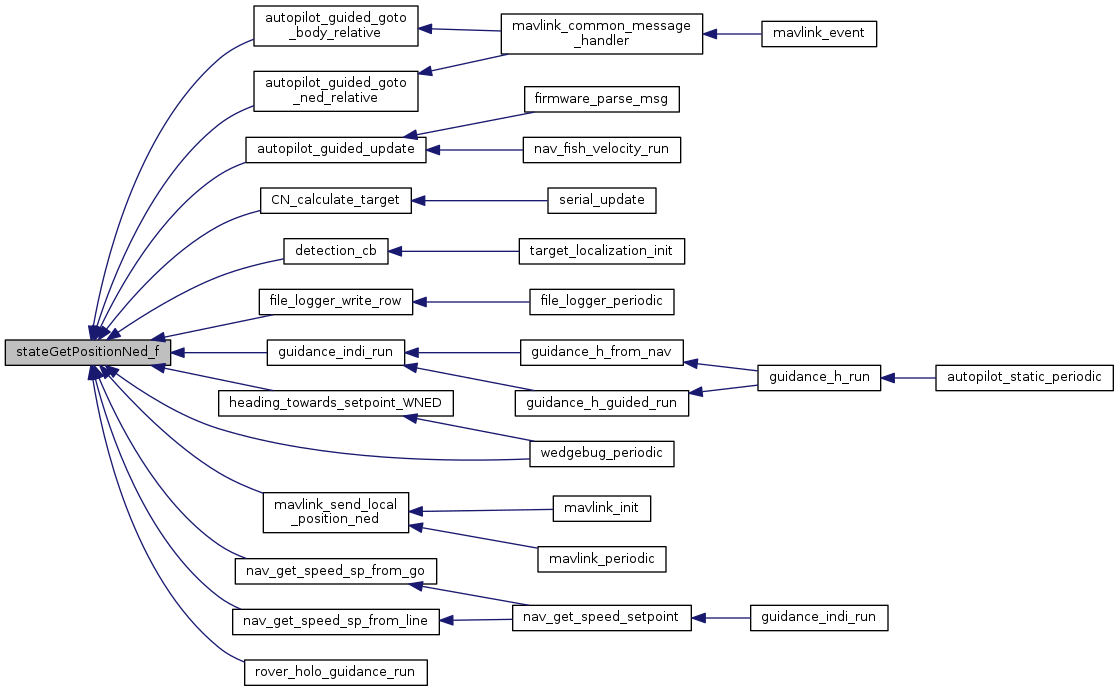 autopilot_guided_goto
_body_relative
mavlink_common_message
_handler
mavlink_event
autopilot_guided_goto
_ned_relative
firmware_parse_msg
autopilot_guided_update
nav_fish_velocity_run
CN_calculate_target
serial_update
detection_cb
target_localization_init
file_logger_write_row
file_logger_periodic
stateGetPositionNed_f
guidance_indi_run
guidance_h_from_nav
guidance_h_run
autopilot_static_periodic
heading_towards_setpoint_WNED
guidance_h_guided_run
wedgebug_periodic
mavlink_send_local
_position_ned
mavlink_init
mavlink_periodic
nav_get_speed_sp_from_go
nav_get_speed_sp_from_line
nav_get_speed_setpoint
guidance_indi_run
rover_holo_guidance_run